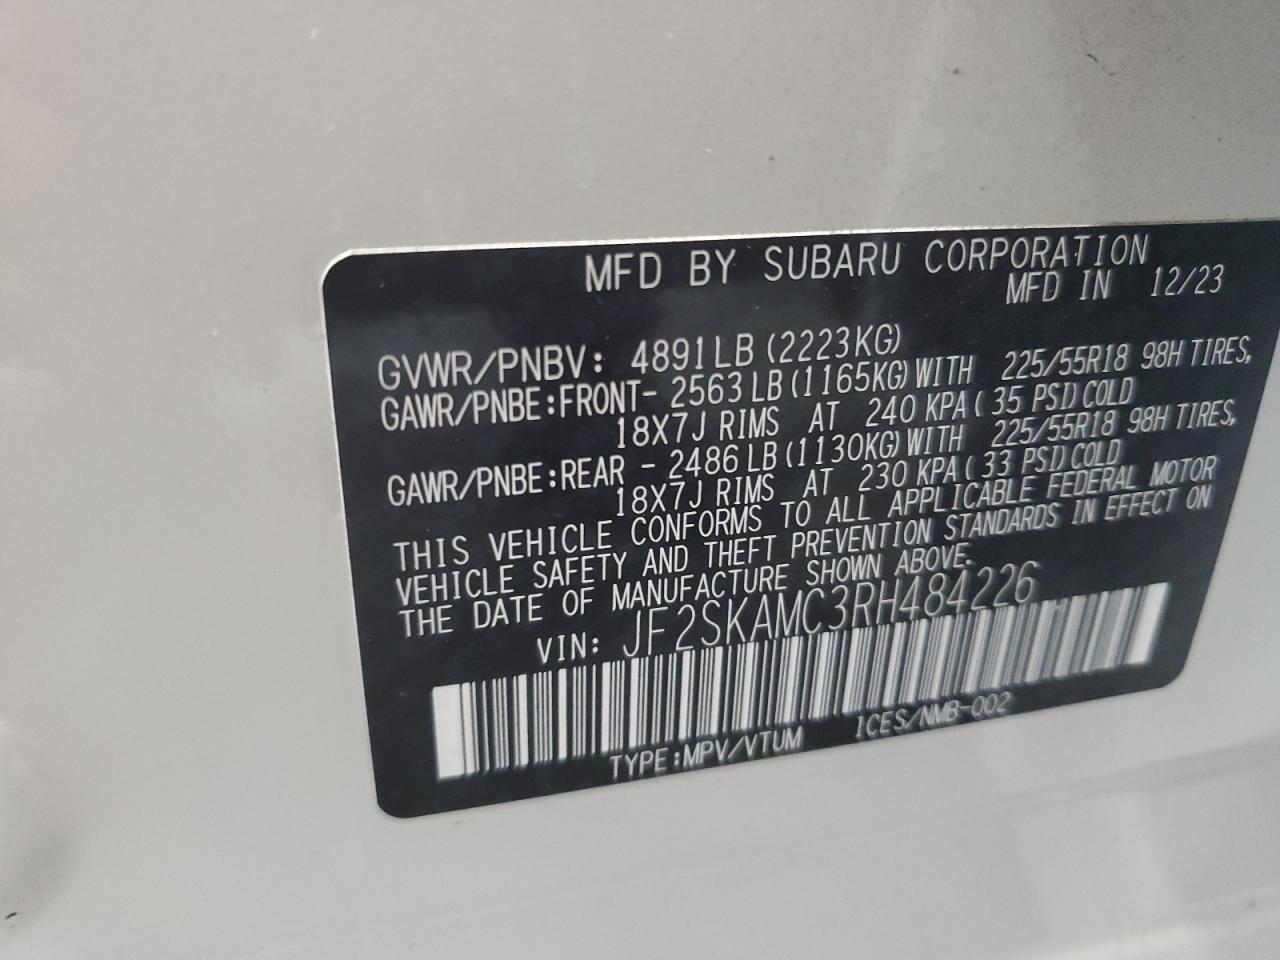 MFD BY SUBARU CORPORATION
MFD IN 12/23
GVWR/PNBV: 4891LB (2223KG)
GAWR/PNBE:FRONT- 2563LB (1165KG) WITH 225/55R18 98H TIRES,
18X7J RIMS AT 240 KPA ( 35 PSI) COLD
GAWR/PNBE:REAR - 2486LB (1130KG) WITH 225/55R18 98H TIRES,
18X7J RIMS AT 230 KPA ( 33 PSI) COLD
THIS VEHICLE CONFORMS TO ALL APPLICABLE FEDERAL MOTOR
VEHICLE SAFETY AND THEFT PREVENTION STANDARDS IN EFFECT ON
THE DATE OF MANUFACTURE SHOWN ABOVE.
VIN: JF2SKAMC3RH484226
TYPE:MPV/VTUM ICES/NMB-002